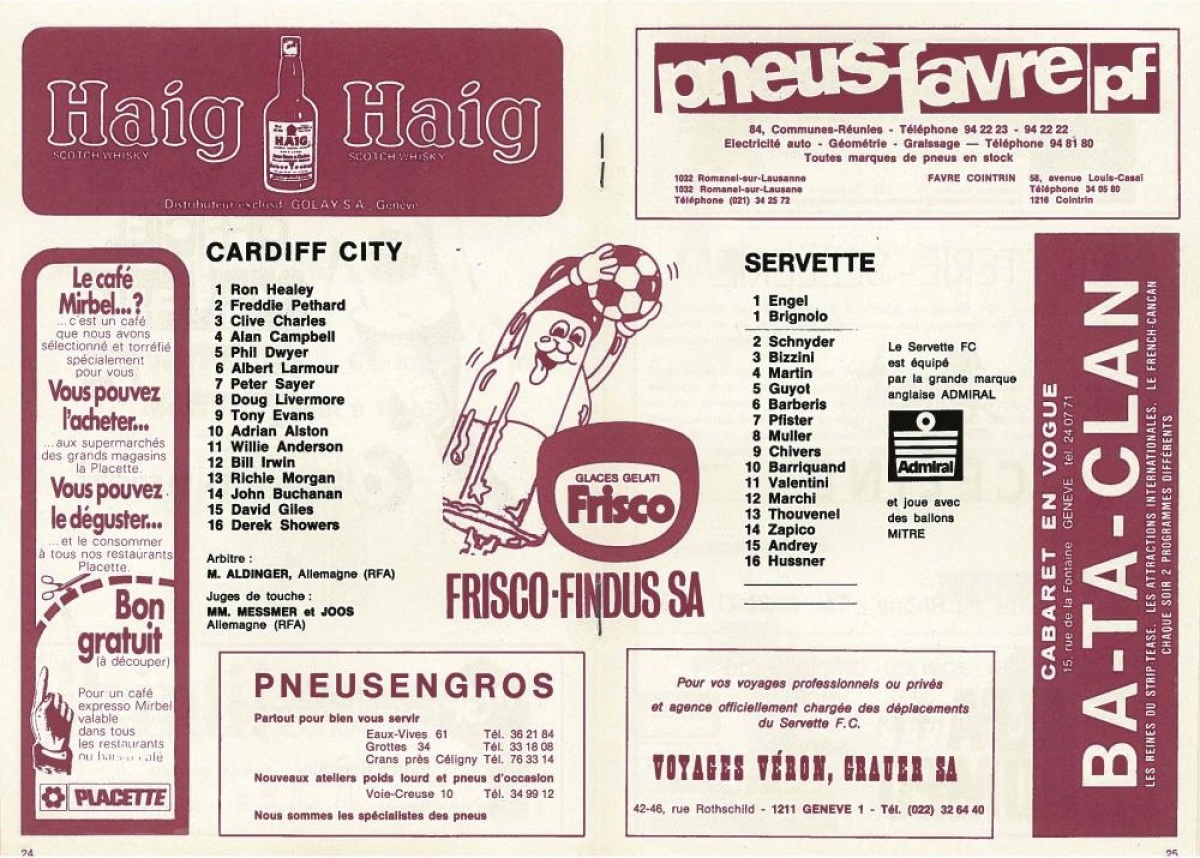 Haig
Haig
SCOTCH WHISKY
SCOTCH WHISKY
HAIG
Distributeur exclusif GOLAY S.A., Genève
pneus-favre pf
84, Communes-Réunies - Téléphone 94 22 23 - 94 22 22
Electricité auto - Géométrie - Graissage — Téléphone 94 81 80
Toutes marques de pneus en stock
1032 Romanel-sur-Lausanne
1032 Romanel-sur-Lausane
Téléphone (021) 34 25 72
FAVRE COINTRIN
58, avenue Louis-Casaï
Téléphone 34 05 80
1216 Cointrin
Le café
Mirbel...?
...c'est un café
que nous avons
sélectionné et torréfié
spécialement
pour vous.
Vous pouvez
l'acheter...
...aux supermarchés
des grands magasins
la Placette.
Vous pouvez
le déguster...
...et le consommer
à tous nos restaurants
Placette.
Bon
gratuit
(à découper)
Pour un café
expresso Mirbel
valable
dans tous
les restaurants
ou bars à café
PLACETTE
CARDIFF CITY
1 Ron Healey
2 Freddie Pethard
3 Clive Charles
4 Alan Campbell
5 Phil Dwyer
6 Albert Larmour
7 Peter Sayer
8 Doug Livermore
9 Tony Evans
10 Adrian Alston
11 Willie Anderson
12 Bill Irwin
13 Richie Morgan
14 John Buchanan
15 David Giles
16 Derek Showers
Arbitre :
M. ALDINGER, Allemagne (RFA)
Juges de touche :
MM. MESSMER et JOOS
Allemagne (RFA)
GLACES GELATI
Frisco
FRISCO-FINDUS SA
SERVETTE
1 Engel
1 Brignolo
2 Schnyder
3 Bizzini
4 Martin
5 Guyot
6 Barberis
7 Pfister
8 Muller
9 Chivers
10 Barriquand
11 Valentini
12 Marchi
13 Thouvenel
14 Zapico
15 Andrey
16 Hussner
Le Servette FC
est équipé
par la grande marque
anglaise ADMIRAL
Admiral
et joue avec
des ballons
MITRE
CABARET EN VOGUE
15, rue de la Fontaine GENÈVE tél. 24 07 71
BA-TA-CLAN
LES REINES DU STRIP-TEASE, LES ATTRACTIONS INTERNATIONALES, LE FRENCH-CANCAN
CHAQUE SOIR 2 PROGRAMMES DIFFÉRENTS
PNEUSENGROS
Partout pour bien vous servir
Eaux-Vives 61 Tél. 36 21 84
Grottes 34 Tél. 33 18 08
Crans près Céligny Tél. 76 33 14
Nouveaux ateliers poids lourd et pneus d'occasion
Voie-Creuse 10 Tél. 34 99 12
Nous sommes les spécialistes des pneus
Pour vos voyages professionnels ou privés
et agence officiellement chargée des déplacements
du Servette F.C.
VOYAGES VÉRON, GRAUER SA
42-46, rue Rothschild - 1211 GENEVE 1 - Tél. (022) 32 64 40
24
25